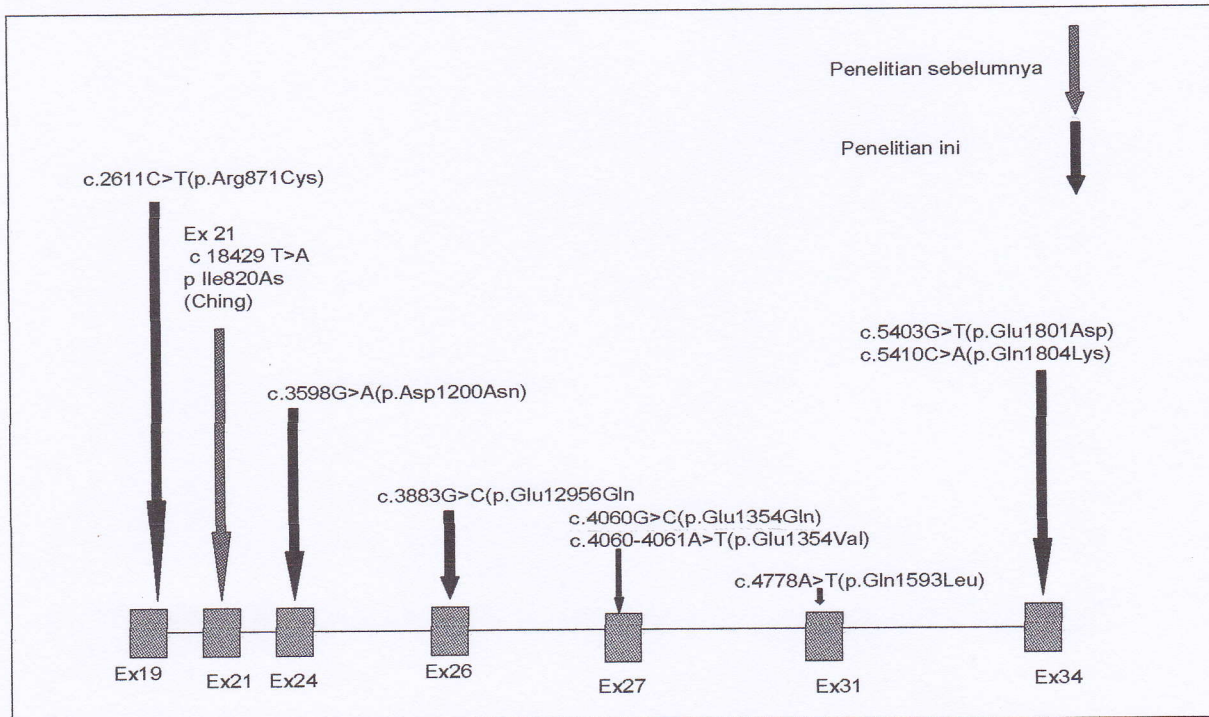 Penelitian sebelumnya
Penelitian ini
c.2611C>T(p.Arg871Cys)
Ex 21
c 18429 T>A
p Ile820As
(Ching)
c.5403G>T(p.Glu1801Asp)
c.5410C>A(p.Gln1804Lys)
c.3598G>A(p.Asp1200Asn)
c.3883G>C(p.Glu12956Gln
c.4060G>C(p.Glu1354Gln)
c.4060-4061A>T(p.Glu1354Val)
c.4778A>T(p.Gln1593Leu)
Ex19
Ex21
Ex24
Ex26
Ex27
Ex31
Ex34